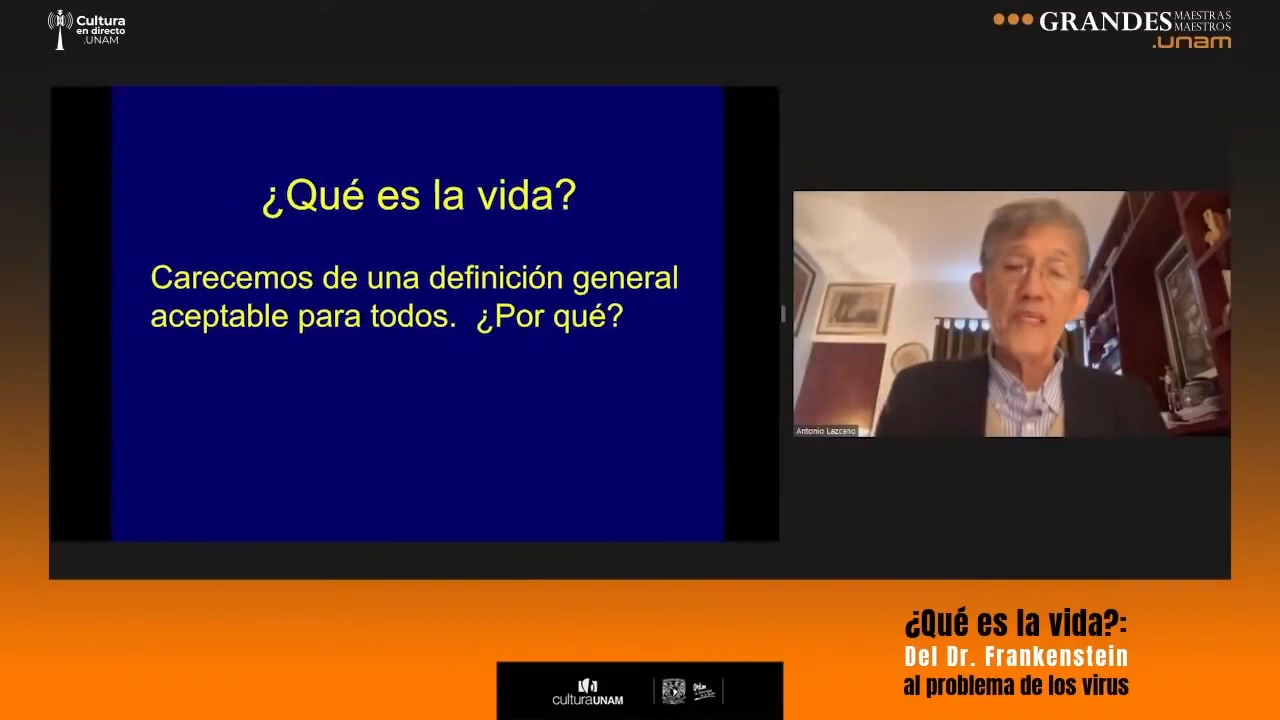 Cultura
en directo
.UNAM
GRANDES MAESTRAS
MAESTROS
.unam
¿Qué es la vida?
Carecemos de una definición general
aceptable para todos. ¿Por qué?
Antonio Lazcano
¿Qué es la vida?:
Del Dr. Frankenstein
al problema de los virus
culturaUNAM